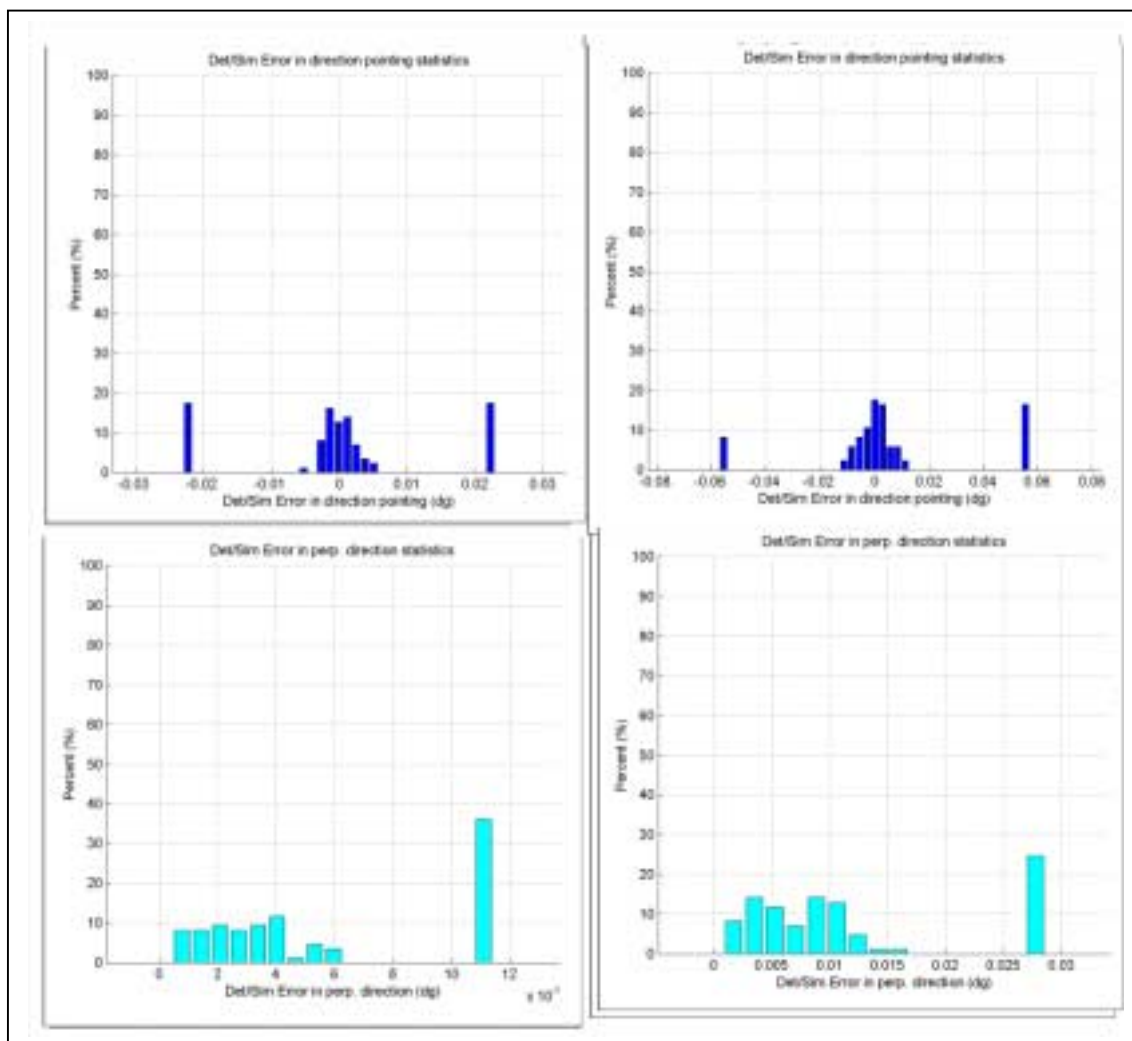 Det/Sim Error in direction pointing statistics
100
90
80
70
60
50
40
30
20
10
0
Percent (%)
-0.03 -0.02 -0.01 0 0.01 0.02 0.03
Det/Sim Error in direction pointing (dg)
Det/Sim Error in direction pointing statistics
100
90
80
70
60
50
40
30
20
10
0
Percent (%)
-0.08 -0.06 -0.04 -0.02 0 0.02 0.04 0.06 0.08
Det/Sim Error in direction pointing (dg)
Det/Sim Error in perp. direction statistics
100
90
80
70
60
50
40
30
20
10
0
Percent (%)
0 2 4 6 8 10 12
Det/Sim Error in perp. direction (dg)
x 10
Det/Sim Error in perp. direction statistics
100
90
80
70
60
50
40
30
20
10
0
Percent (%)
0 0.005 0.01 0.015 0.02 0.025 0.03
Det/Sim Error in perp. direction (dg)